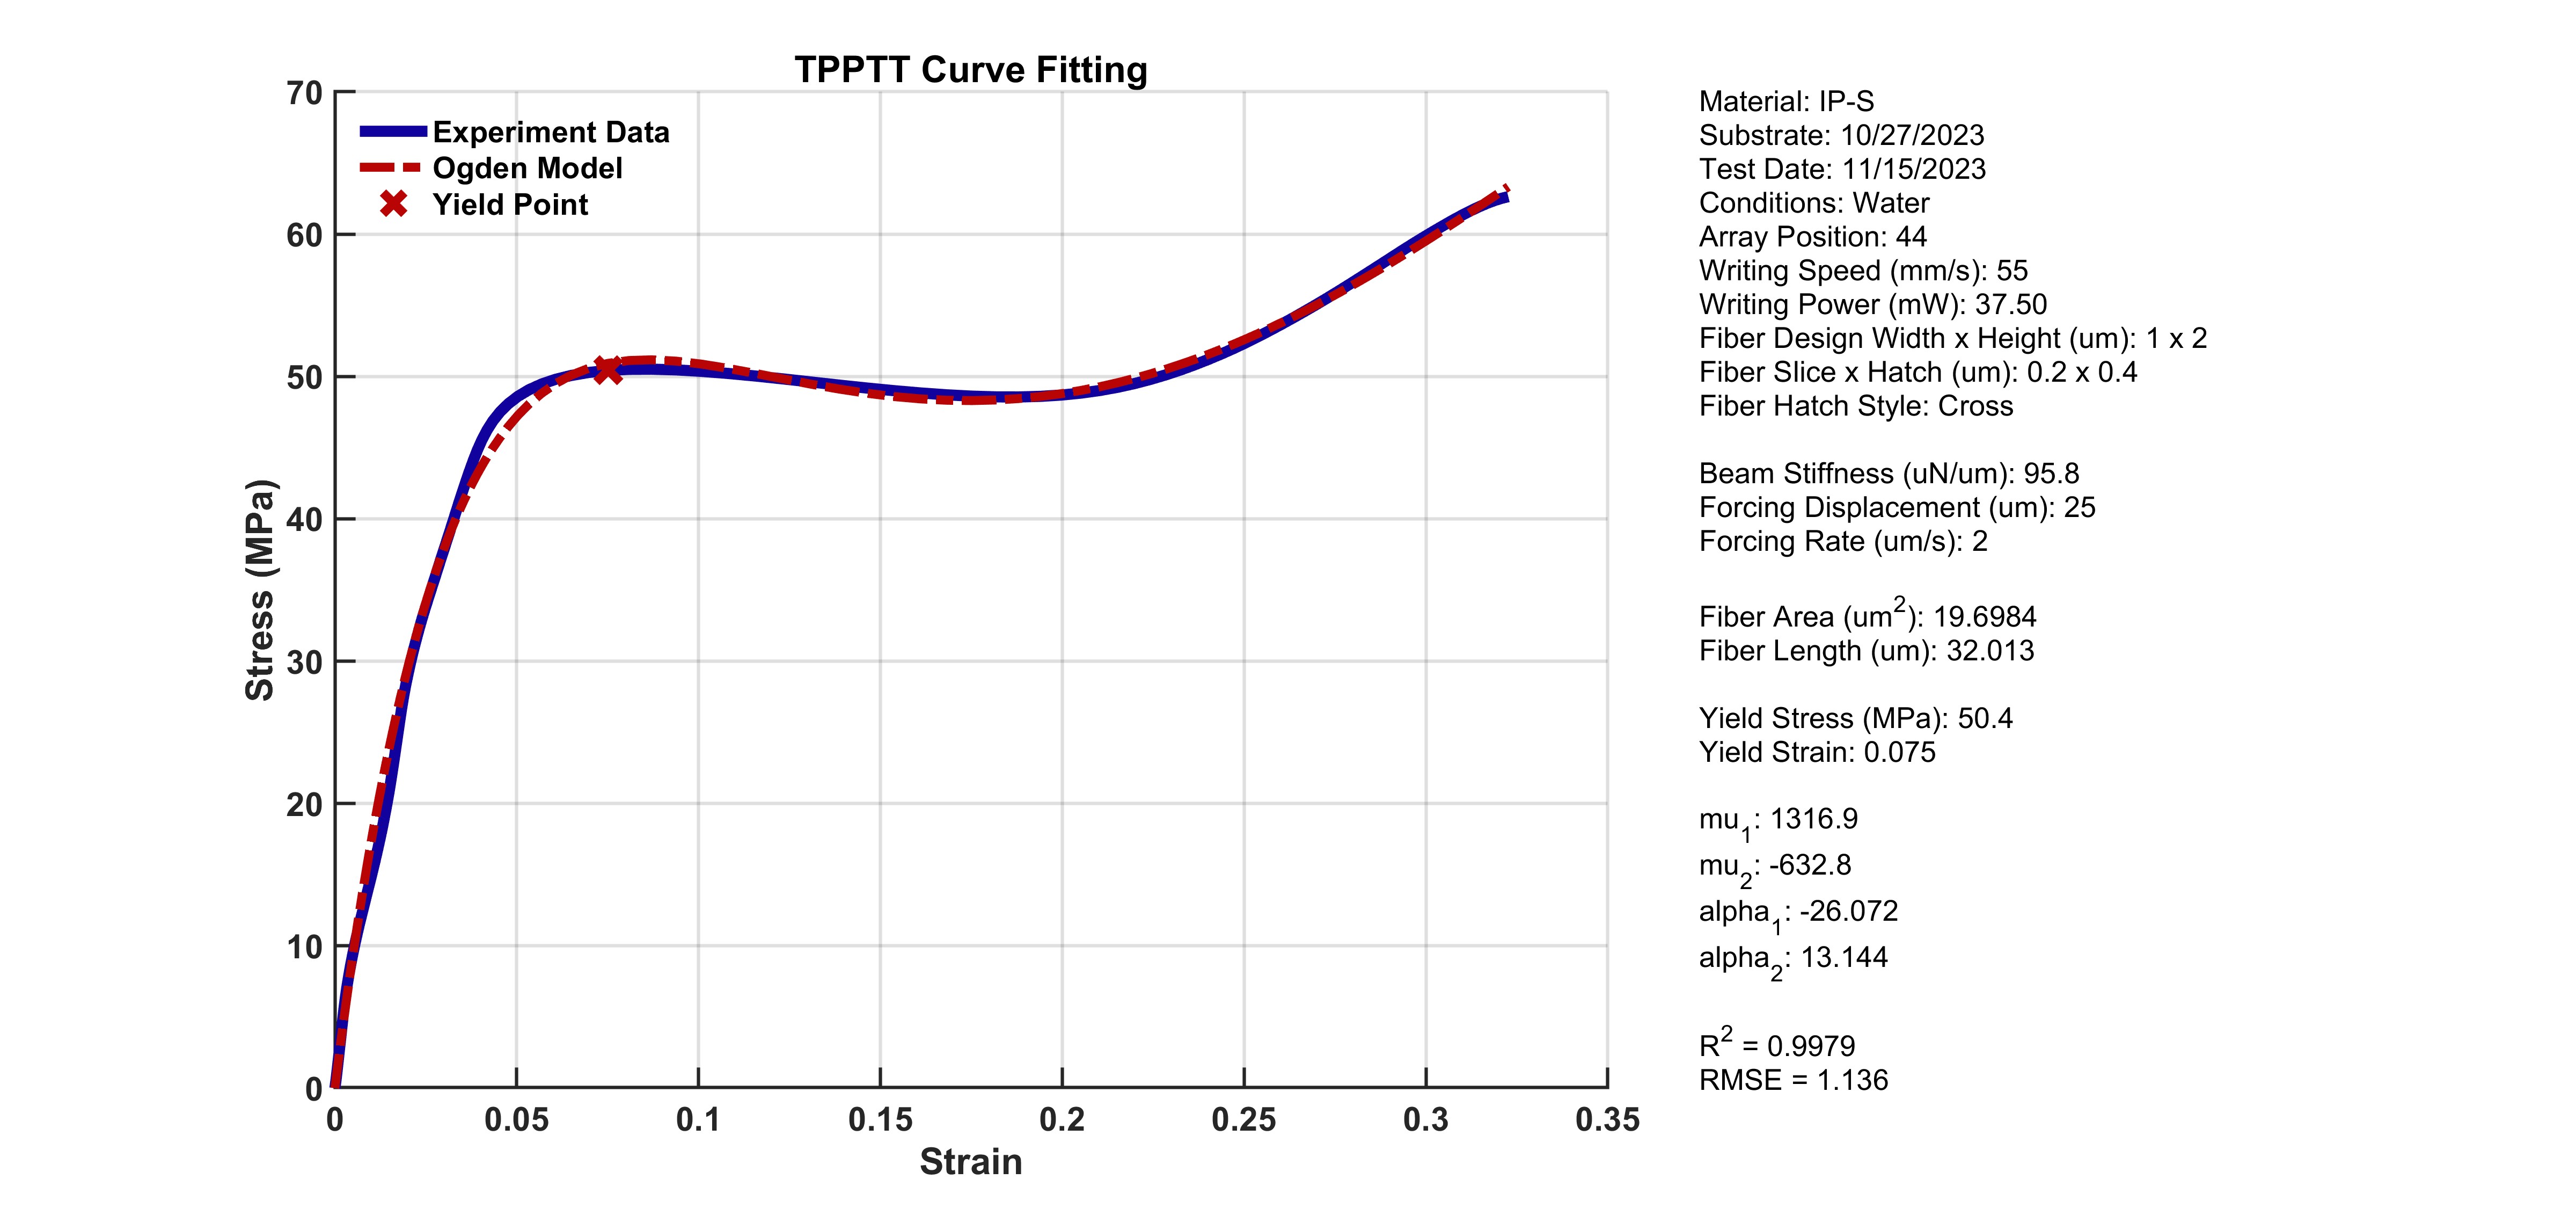 TPPTT Curve Fitting
70
60
50
40
30
20
10
0
Stress (MPa)
Experiment Data
Ogden Model
Yield Point
0 0.05 0.1 0.15 0.2 0.25 0.3 0.35
Strain
Material: IP-S
Substrate: 10/27/2023
Test Date: 11/15/2023
Conditions: Water
Array Position: 44
Writing Speed (mm/s): 55
Writing Power (mW): 37.50
Fiber Design Width x Height (um): 1 x 2
Fiber Slice x Hatch (um): 0.2 x 0.4
Fiber Hatch Style: Cross
Beam Stiffness (uN/um): 95.8
Forcing Displacement (um): 25
Forcing Rate (um/s): 2
Fiber Area (um²): 19.6984
Fiber Length (um): 32.013
Yield Stress (MPa): 50.4
Yield Strain: 0.075
mu₁: 1316.9
mu₂: -632.8
alpha₁: -26.072
alpha₂: 13.144
R² = 0.9979
RMSE = 1.136